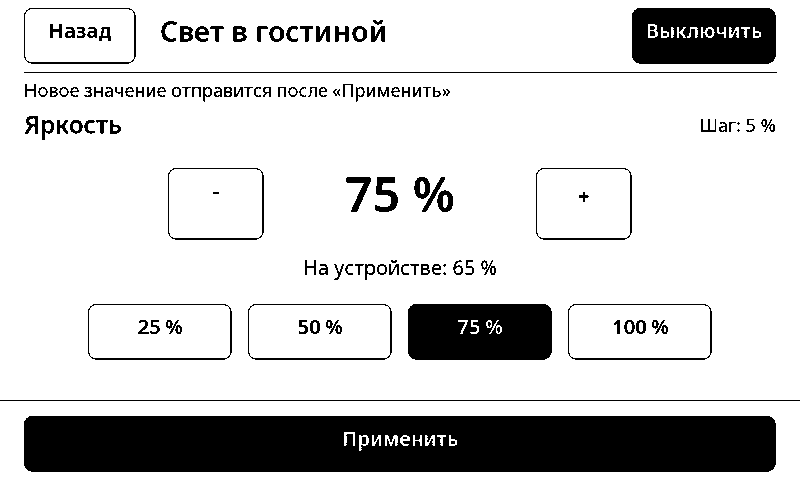 Назад Свет в гостиной Выключить
Новое значение отправится после «Применить»
Яркость Шаг: 5 %
- 75 % +
На устройстве: 65 %
25 % 50 % 75 % 100 %
Применить